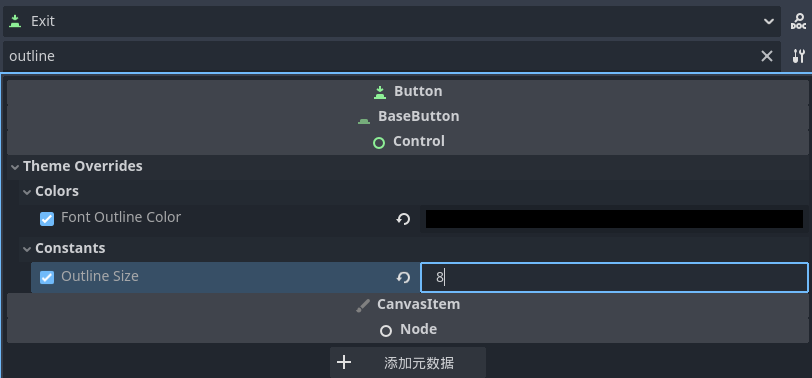 Exit
DOC
outline
Button
BaseButton
Control
Theme Overrides
Colors
Font Outline Color
Constants
Outline Size 8
CanvasItem
Node
添加元数据